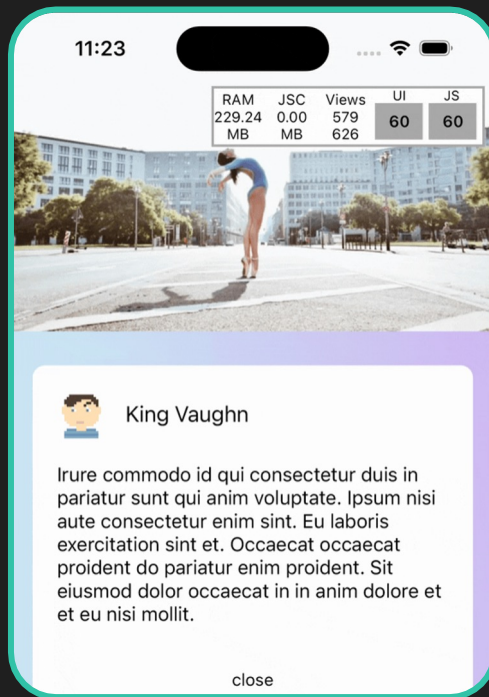 11:23
RAM JSC Views UI JS
229.24 0.00 579 60 60
MB MB 626
King Vaughn
Irure commodo id qui consectetur duis in
pariatur sunt qui anim voluptate. Ipsum nisi
aute consectetur enim sint. Eu laboris
exercitation sint et. Occaecat occaecat
proident do pariatur enim proident. Sit
eiusmod dolor occaecat in in anim dolore et
et eu nisi mollit.
close